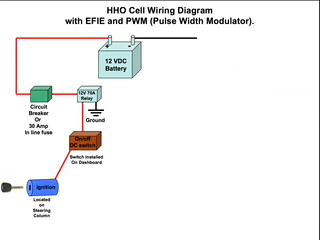 HHO Cell Wiring Diagram
with EFIE and PWM (Pulse Width Modulator).
12 VDC
Battery
12V 70A
Relay
Circuit
Breaker
Or
30 Amp
In line fuse
Ground
On/off
DC switch
Switch installed
On Dashboard
Ignition
Located
on
Steering
Column